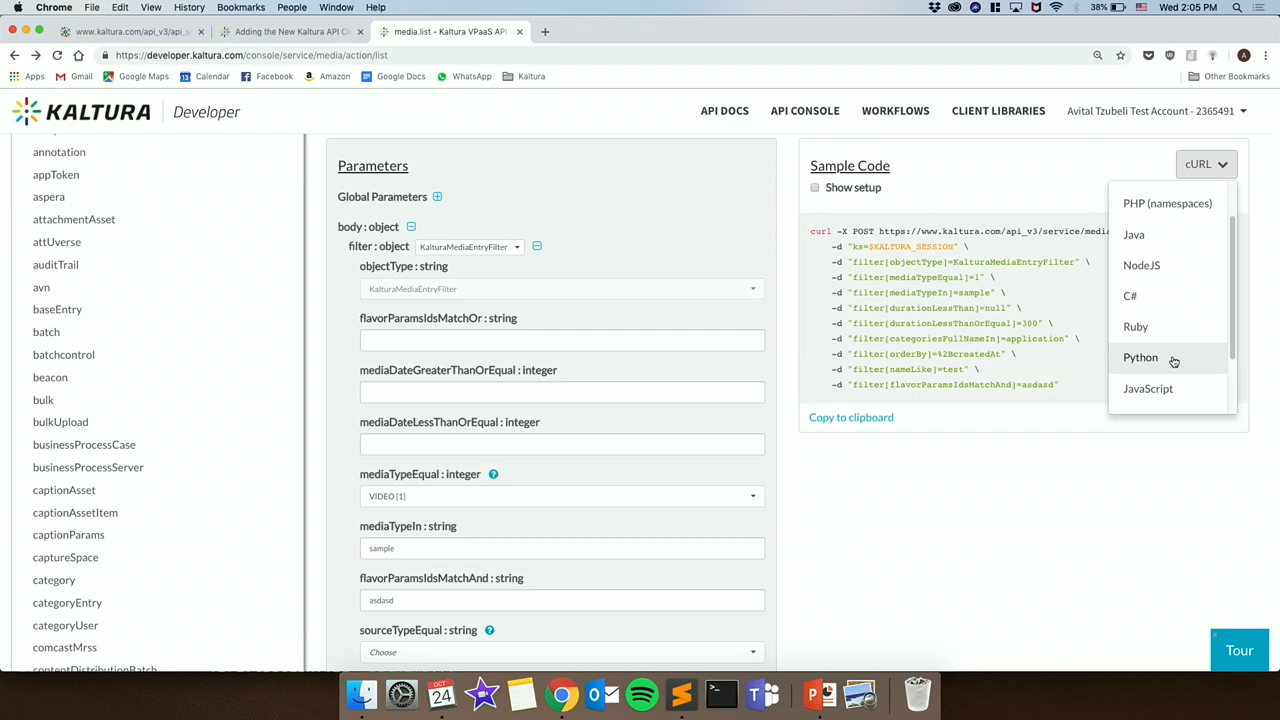 Chrome File Edit View History Bookmarks People Window Help
38% Wed 2:05 PM
www.kaltura.com/api_v3/api_
Adding the New Kaltura API C
media.list - Kaltura VPaaS API
https://developer.kaltura.com/console/service/media/action/list
A
Apps Gmail Google Maps Calendar Facebook Amazon Google Docs WhatsApp Kaltura Other Bookmarks
KALTURA Developer
API DOCS API CONSOLE WORKFLOWS CLIENT LIBRARIES Avital Tzubeli Test Account - 2365491
annotation
appToken
aspera
attachmentAsset
attUverse
auditTrail
avn
baseEntry
batch
batchcontrol
beacon
bulk
bulkUpload
businessProcessCase
businessProcessServer
captionAsset
captionAssetItem
captionParams
captureSpace
category
categoryEntry
categoryUser
comcastMrss
contentDistributionBatch
Parameters
Global Parameters
body : object
filter : object KalturaMediaEntryFilter
objectType : string
KalturaMediaEntryFilter
flavorParamsIdsMatchOr : string
mediaDateGreaterThanOrEqual : integer
mediaDateLessThanOrEqual : integer
mediaTypeEqual : integer ?
VIDEO [1]
mediaTypeIn : string
sample
flavorParamsIdsMatchAnd : string
asdasd
sourceTypeEqual : string ?
Choose
Sample Code
cURL
Show setup
curl -X POST https://www.kaltura.com/api_v3/service/media
-d "ks=$KALTURA_SESSION" \
-d "filter[objectType]=KalturaMediaEntryFilter" \
-d "filter[mediaTypeEqual]=1" \
-d "filter[mediaTypeIn]=sample" \
-d "filter[durationLessThan]=null" \
-d "filter[durationLessThanOrEqual]=300" \
-d "filter[categoriesFullNameIn]=application" \
-d "filter[orderBy]=%2BcreatedAt" \
-d "filter[nameLike]=test" \
-d "filter[flavorParamsIdsMatchAnd]=asdasd"
Copy to clipboard
PHP (namespaces)
Java
NodeJS
C#
Ruby
Python
JavaScript
Tour
OCT
24